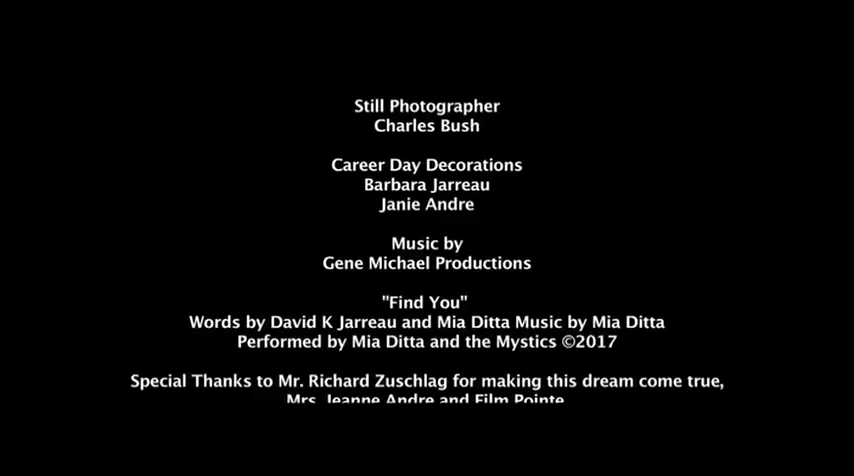 Still Photographer
Charles Bush
Career Day Decorations
Barbara Jarreau
Janie Andre
Music by
Gene Michael Productions
"Find You"
Words by David K Jarreau and Mia Ditta Music by Mia Ditta
Performed by Mia Ditta and the Mystics ©2017
Special Thanks to Mr. Richard Zuschlag for making this dream come true,
Mrs. Jeanne Andre and Film Pointe